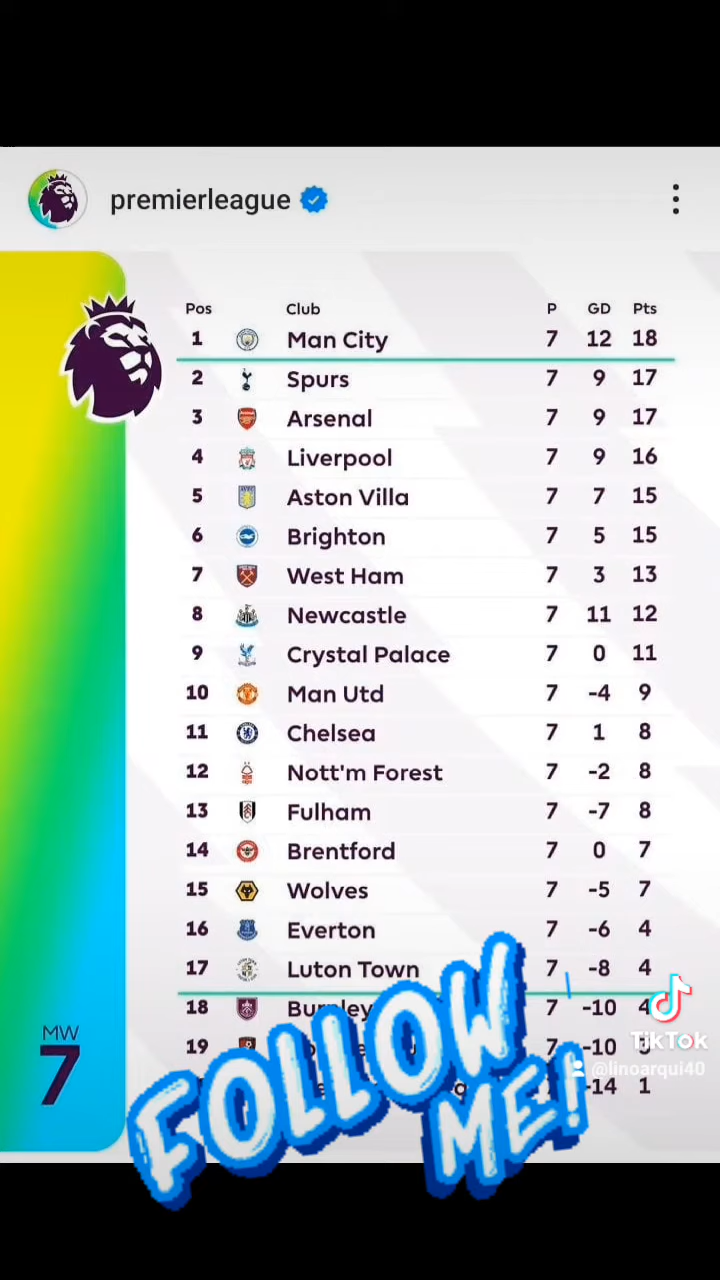 premierleague
Pos Club P GD Pts
1 Man City 7 12 18
2 Spurs 7 9 17
3 Arsenal 7 9 17
4 Liverpool 7 9 16
5 Aston Villa 7 7 15
6 Brighton 7 5 15
7 West Ham 7 3 13
8 Newcastle 7 11 12
9 Crystal Palace 7 0 11
10 Man Utd 7 -4 9
11 Chelsea 7 1 8
12 Nott'm Forest 7 -2 8
13 Fulham 7 -7 8
14 Brentford 7 0 7
15 Wolves 7 -5 7
16 Everton 7 -6 4
17 Luton Town 7 -8 4
18 Burnley 7 -10 4
19 7 -10
-14 1
MW
7
FOLLOW
ME!
TikTok
@linoarqui40